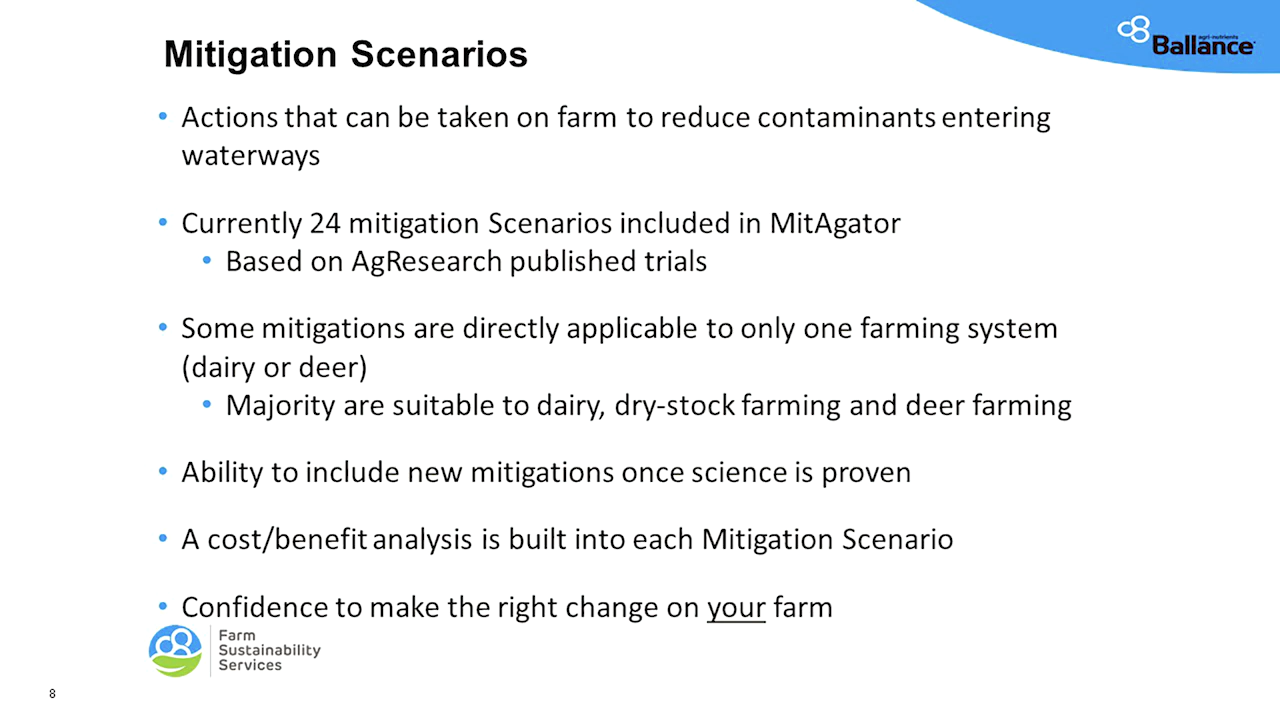 Mitigation Scenarios
agri-nutrients
Ballance
• Actions that can be taken on farm to reduce contaminants entering
waterways
• Currently 24 mitigation Scenarios included in MitAgator
• Based on AgResearch published trials
• Some mitigations are directly applicable to only one farming system
(dairy or deer)
• Majority are suitable to dairy, dry-stock farming and deer farming
• Ability to include new mitigations once science is proven
• A cost/benefit analysis is built into each Mitigation Scenario
• Confidence to make the right change on your farm
Farm
Sustainability
Services
8